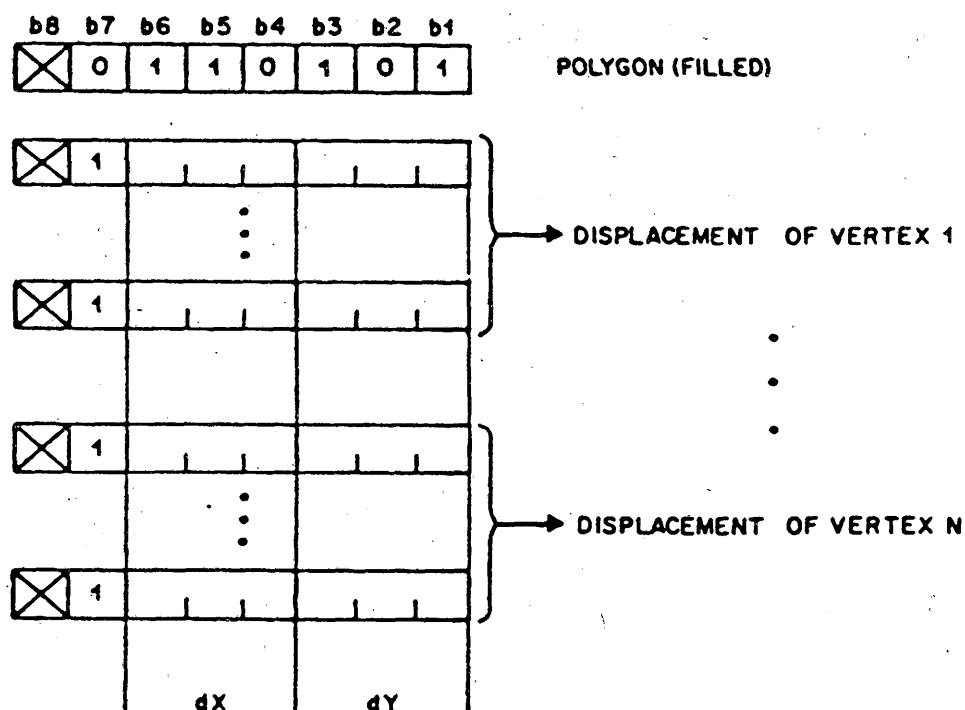 b8 b7 b6 b5 b4 b3 b2 b1
0 1 1 0 1 0 1 POLYGON (FILLED)
1
DISPLACEMENT OF VERTEX 1
1
1
DISPLACEMENT OF VERTEX N
1
dX dY